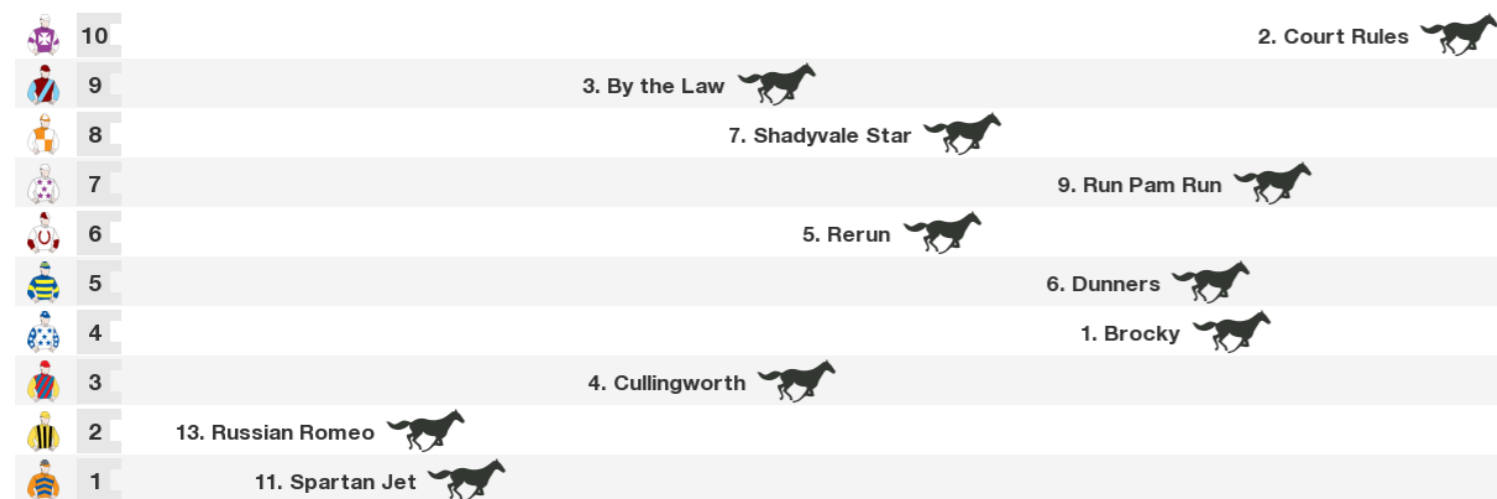 10 2. Court Rules
9 3. By the Law
8 7. Shadyvale Star
7 9. Run Pam Run
6 5. Rerun
5 6. Dunners
4 1. Brocky
3 4. Cullingworth
2 13. Russian Romeo
1 11. Spartan Jet